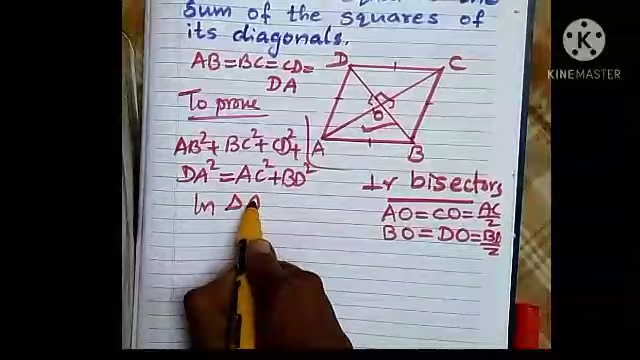 Sum of the squares of
its diagonals.
AB=BC=CD=
DA
To prove
AB²+BC²+CD²+
DA²=AC²+BD²
In Δ
D
C
O
A
B
⊥r bisectors
AO=CO=AC/2
BO=DO=BD/2
K
KINEMASTER